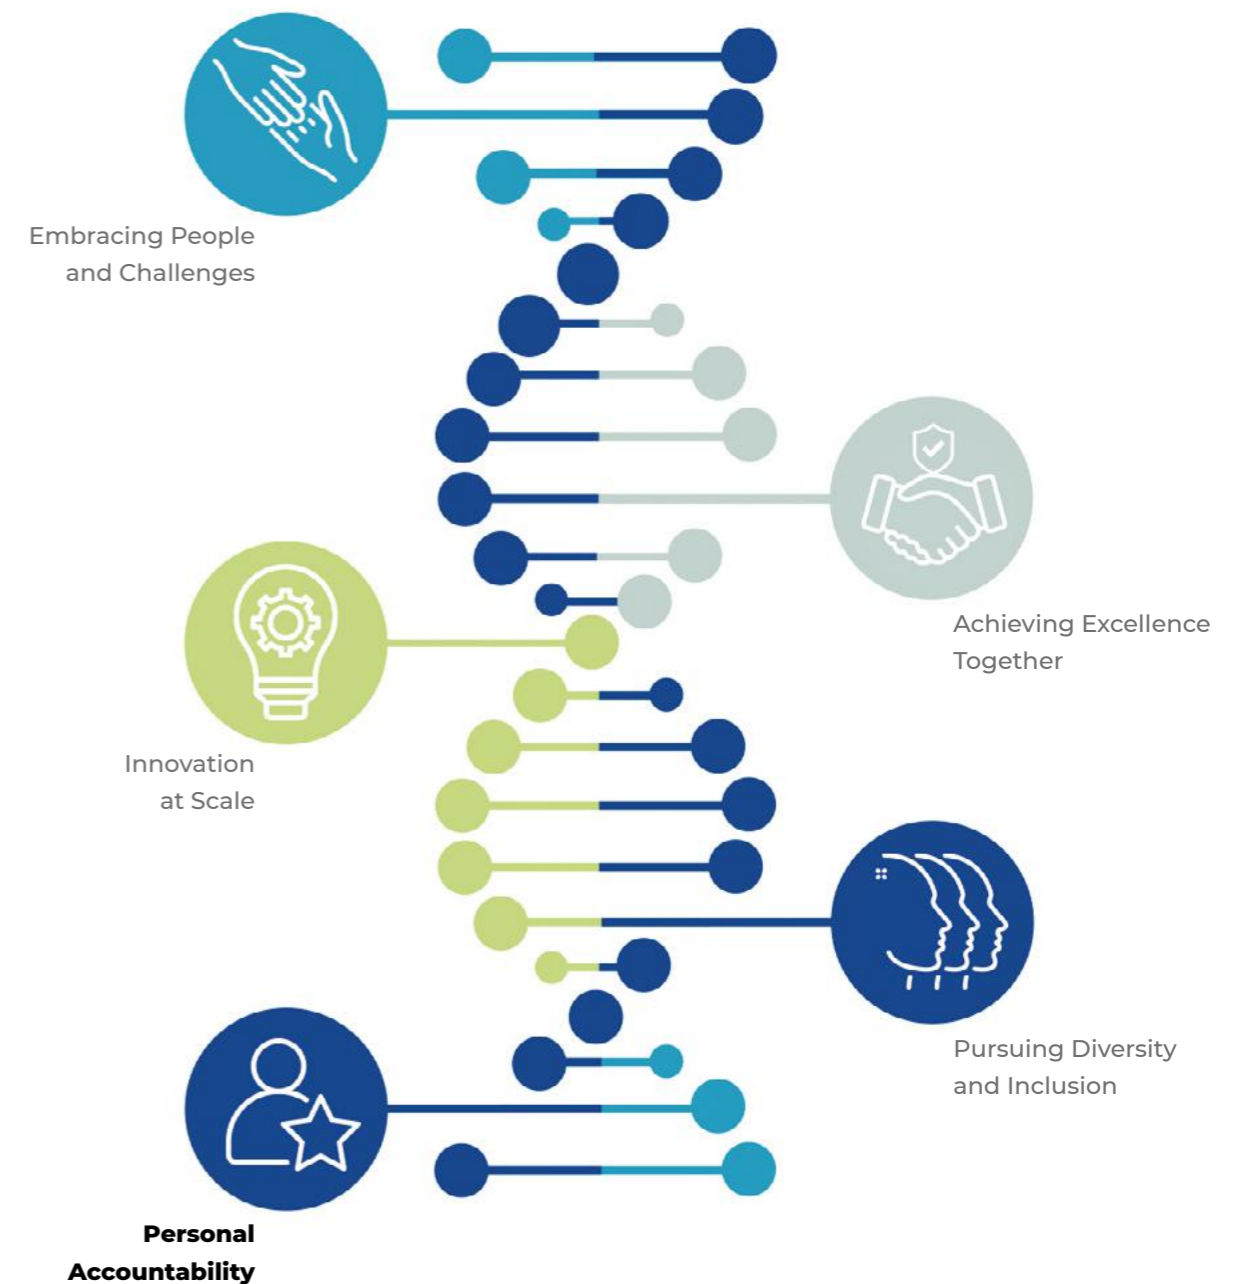 Embracing People
and Challenges
Achieving Excellence
Together
Innovation
at Scale
Pursuing Diversity
and Inclusion
Personal
Accountability